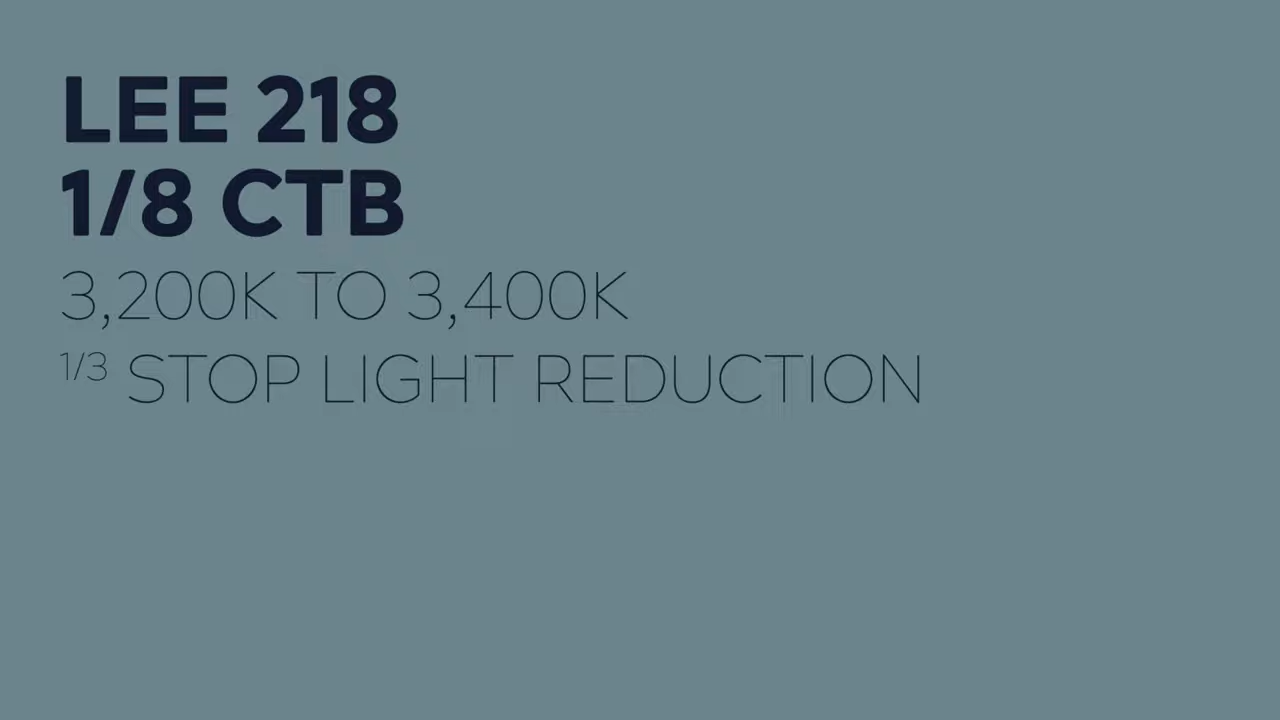 LEE 218
1/8 CTB
3,200K TO 3,400K
1/3 STOP LIGHT REDUCTION